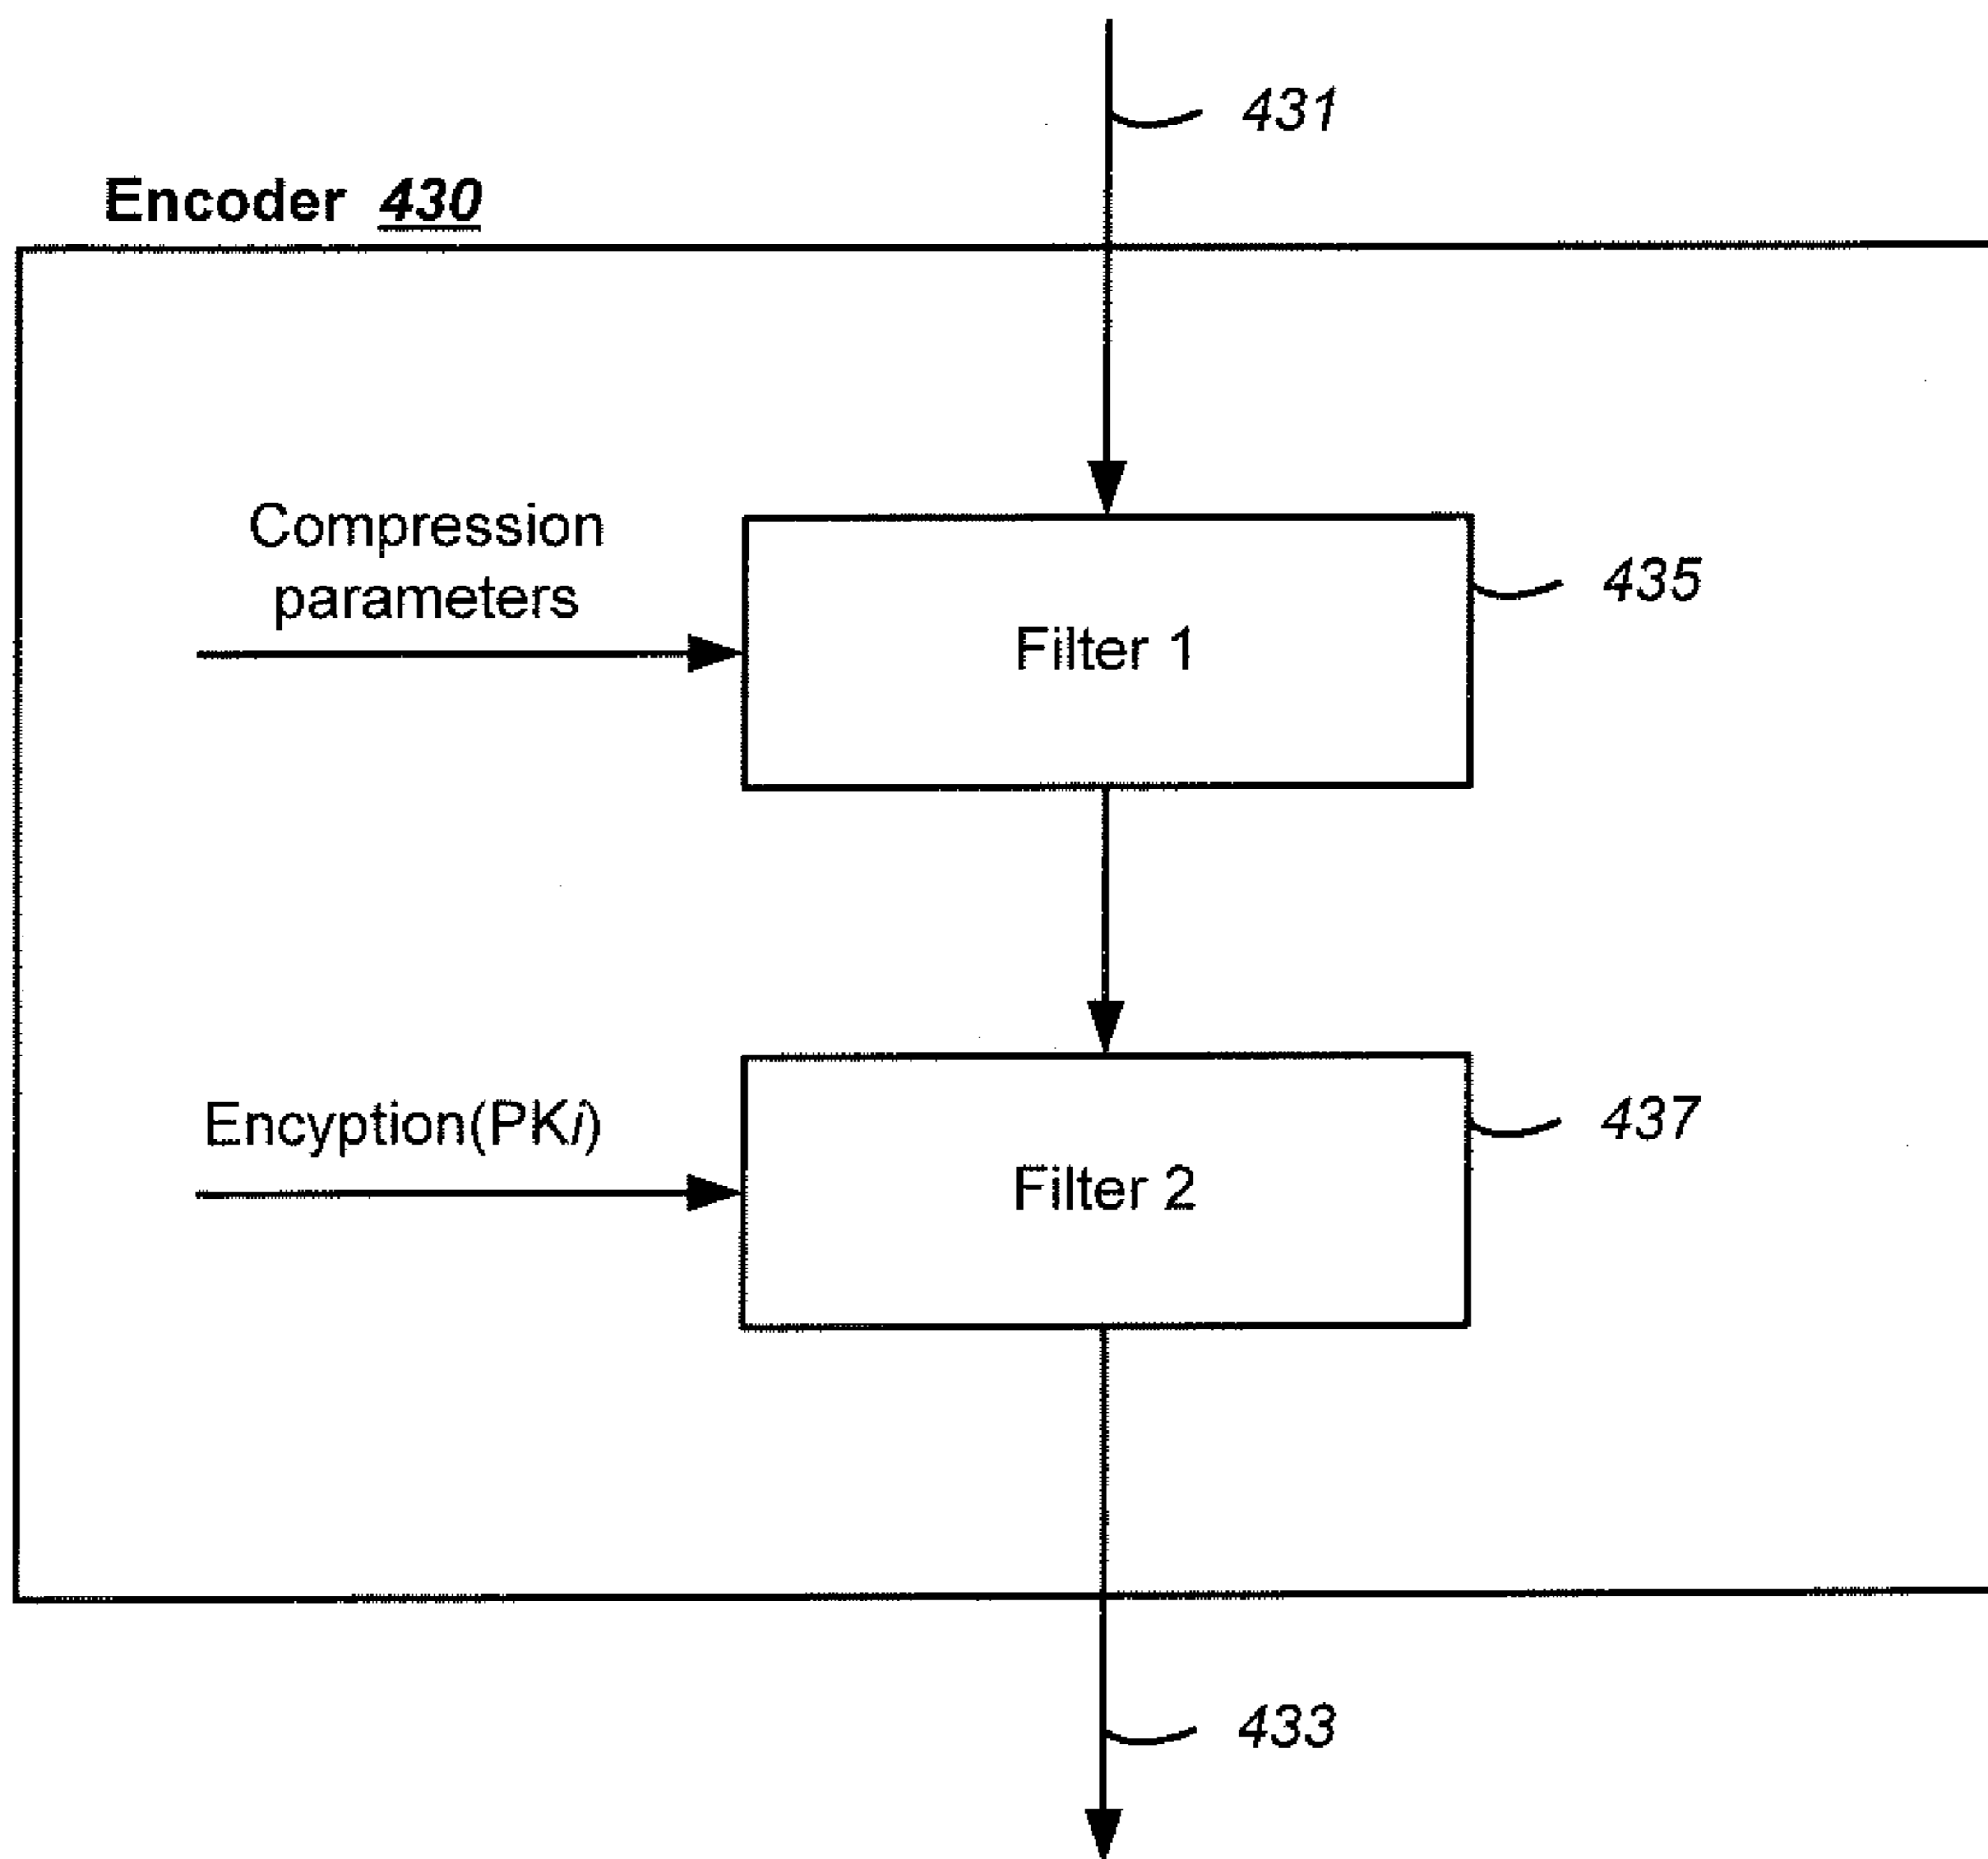 431
Encoder 430
Compression
parameters
435
Filter 1
Encyption(PKi)
437
Filter 2
433